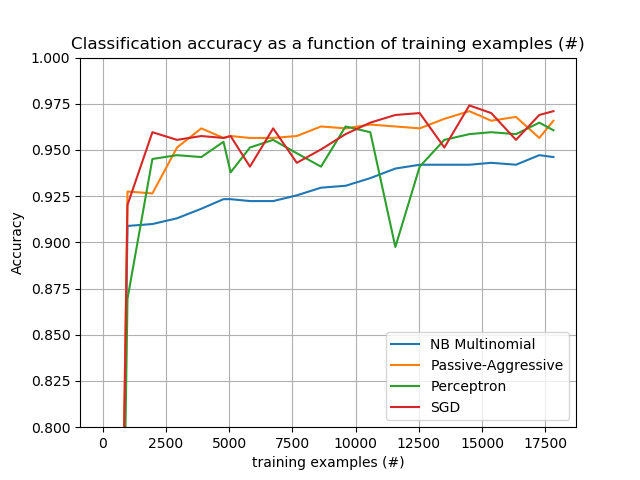 Classification accuracy as a function of training examples (#)
1.000
0.975
0.950
0.925
0.900
0.875
0.850
0.825
0.800
Accuracy
NB Multinomial
Passive-Aggressive
Perceptron
SGD
0 2500 5000 7500 10000 12500 15000 17500
training examples (#)